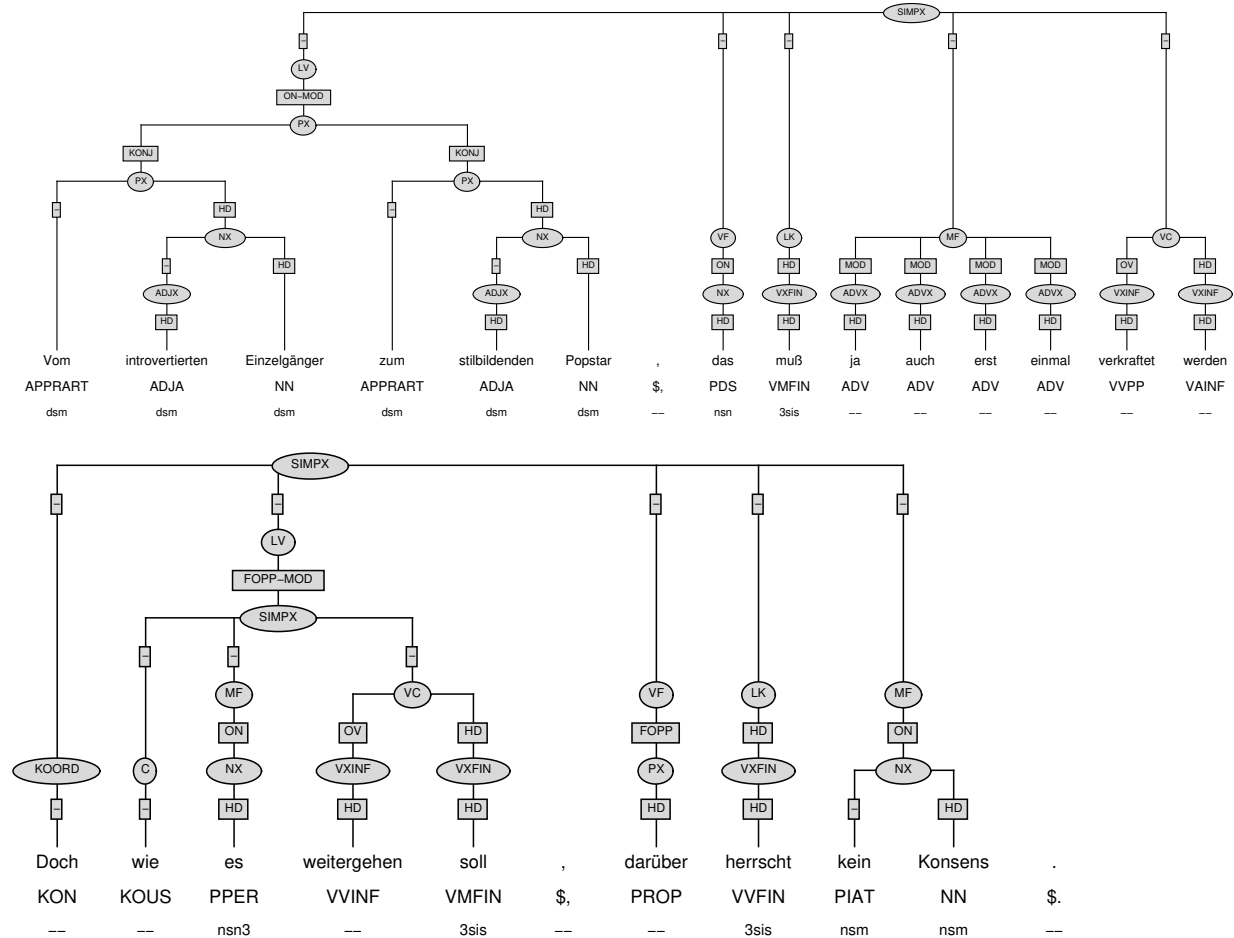 SIMPX
– – – – –
LV
ON–MOD
PX
KONJ KONJ
PX PX
– HD – HD
NX NX VF LK MF VC
– HD – HD ON HD MOD MOD MOD MOD OV HD
ADJX ADJX NX VXFIN ADVX ADVX ADVX ADVX VXINF VXINF
HD HD HD HD HD HD HD HD HD HD
Vom introvertierten Einzelgänger zum stilbildenden Popstar , das muß ja auch erst einmal verkraftet werden
APPRART ADJA NN APPRART ADJA NN $, PDS VMFIN ADV ADV ADV ADV VVPP VAINF
dsm dsm dsm dsm dsm dsm –– nsn 3sis –– –– –– –– –– ––
SIMPX
– – – – –
LV
FOPP–MOD
SIMPX
– – –
MF VC VF LK MF
ON OV HD FOPP HD ON
KOORD C NX VXINF VXFIN PX VXFIN NX
– – HD HD HD HD HD – HD
Doch wie es weitergehen soll , darüber herrscht kein Konsens .
KON KOUS PPER VVINF VMFIN $, PROP VVFIN PIAT NN $.
–– –– nsn3 –– 3sis –– –– 3sis nsm nsm ––